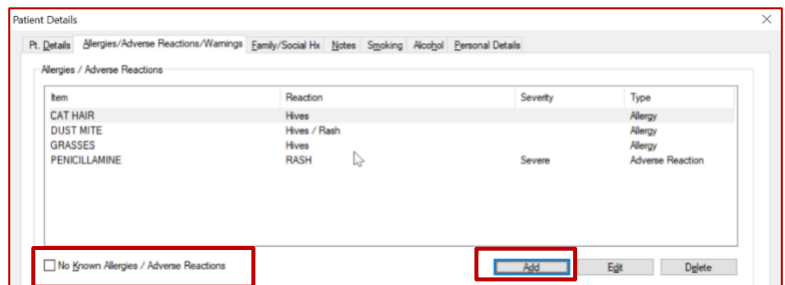 Patient Details
Pt. Details Allergies/Adverse Reactions/Warnings Family/Social Hx Notes Smoking Alcohol Personal Details
Allergies / Adverse Reactions
Item Reaction Severity Type
CAT HAIR Hives Allergy
DUST MITE Hives / Rash Allergy
GRASSES Hives Allergy
PENICILLAMINE RASH Severe Adverse Reaction
No Known Allergies / Adverse Reactions Add Edit Delete